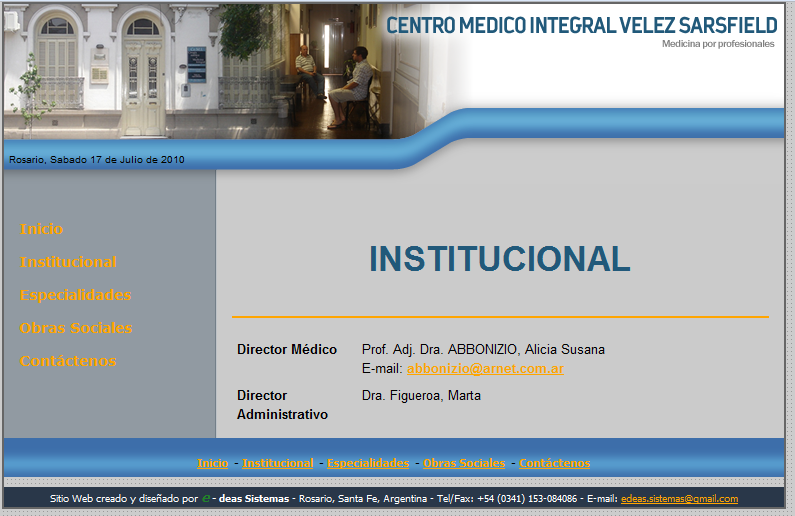 CENTRO MEDICO INTEGRAL VELEZ SARSFIELD
Medicina por profesionales
Rosario, Sabado 17 de Julio de 2010
Inicio
Institucional
Especialidades
Obras Sociales
Contáctenos
INSTITUCIONAL
Director Médico Prof. Adj. Dra. ABBONIZIO, Alicia Susana
E-mail: abbonizio@arnet.com.ar
Director Dra. Figueroa, Marta
Administrativo
Inicio - Institucional - Especialidades - Obras Sociales - Contáctenos
Sitio Web creado y diseñado por e - deas Sistemas - Rosario, Santa Fe, Argentina - Tel/Fax: +54 (0341) 153-084086 - E-mail: edeas.sistemas@gmail.com